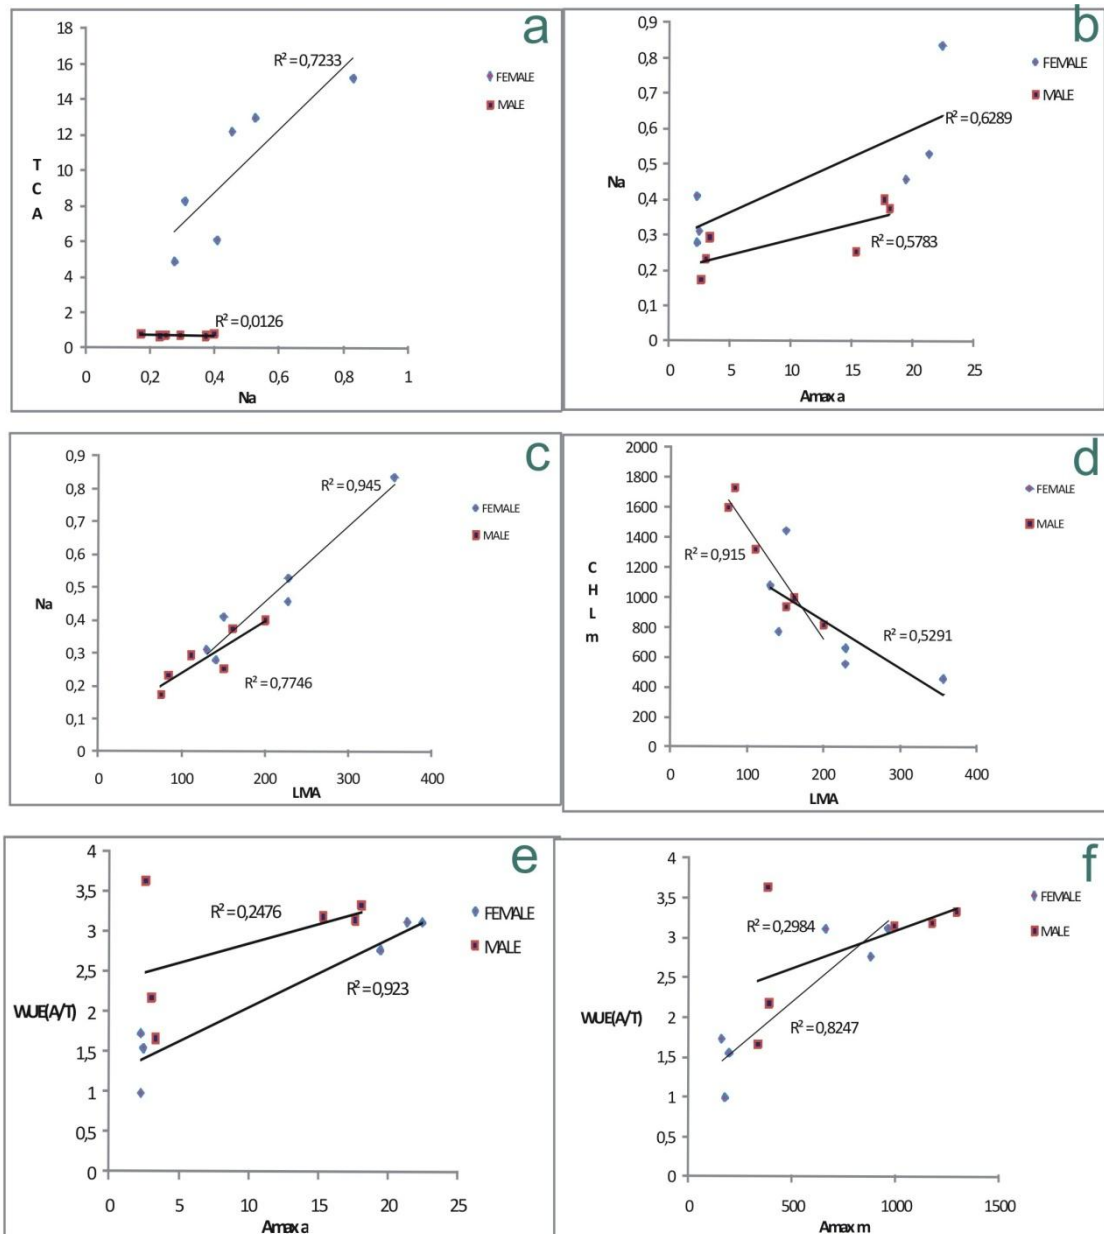 a
18
16
14
12
10
8
6
4
2
0
T
C
A
R² = 0,7233
R² = 0,0126
FEMALE
MALE
0 0,2 0,4 0,6 0,8 1
Na
b
0,9
0,8
0,7
0,6
0,5
0,4
0,3
0,2
0,1
0
Na
R² = 0,6289
R² = 0,5783
FEMALE
MALE
0 5 10 15 20 25
Amax a
c
0,9
0,8
0,7
0,6
0,5
0,4
0,3
0,2
0,1
0
Na
R² = 0,945
R² = 0,7746
FEMALE
MALE
0 100 200 300 400
LMA
d
1800
1600
1400
1200
1000
800
600
400
200
0
C
H
L
m
R² = 0,915
R² = 0,5291
FEMALE
MALE
0 100 200 300 400
LMA
e
4
3,5
3
2,5
2
1,5
1
0,5
0
WUE(A/T)
R² = 0,2476
R² = 0,923
FEMALE
MALE
0 5 10 15 20 25
Amax a
f
4
3,5
3
2,5
2
1,5
1
0,5
0
WUE(A/T)
R² = 0,2984
R² = 0,8247
FEMALE
MALE
0 500 1000 1500
Amax m